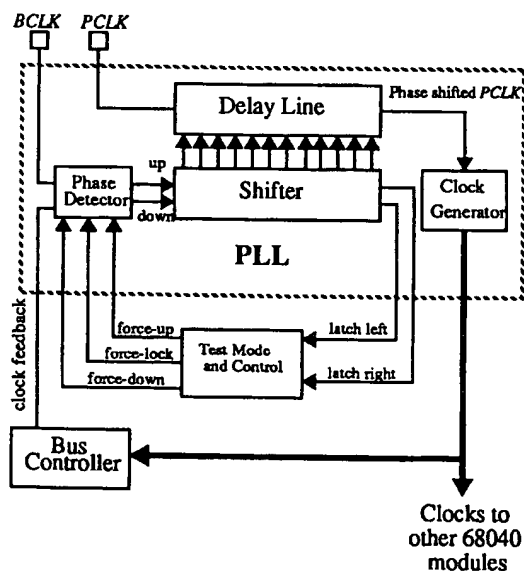 BCLK PCLK
Delay Line
Phase shifted PCLK
up
Phase
Detector
down
Shifter
Clock
Generator
PLL
clock feedback
force-up
force-lock
force-down
Test Mode
and Control
latch left
latch right
Bus
Controller
Clocks to
other 68040
modules